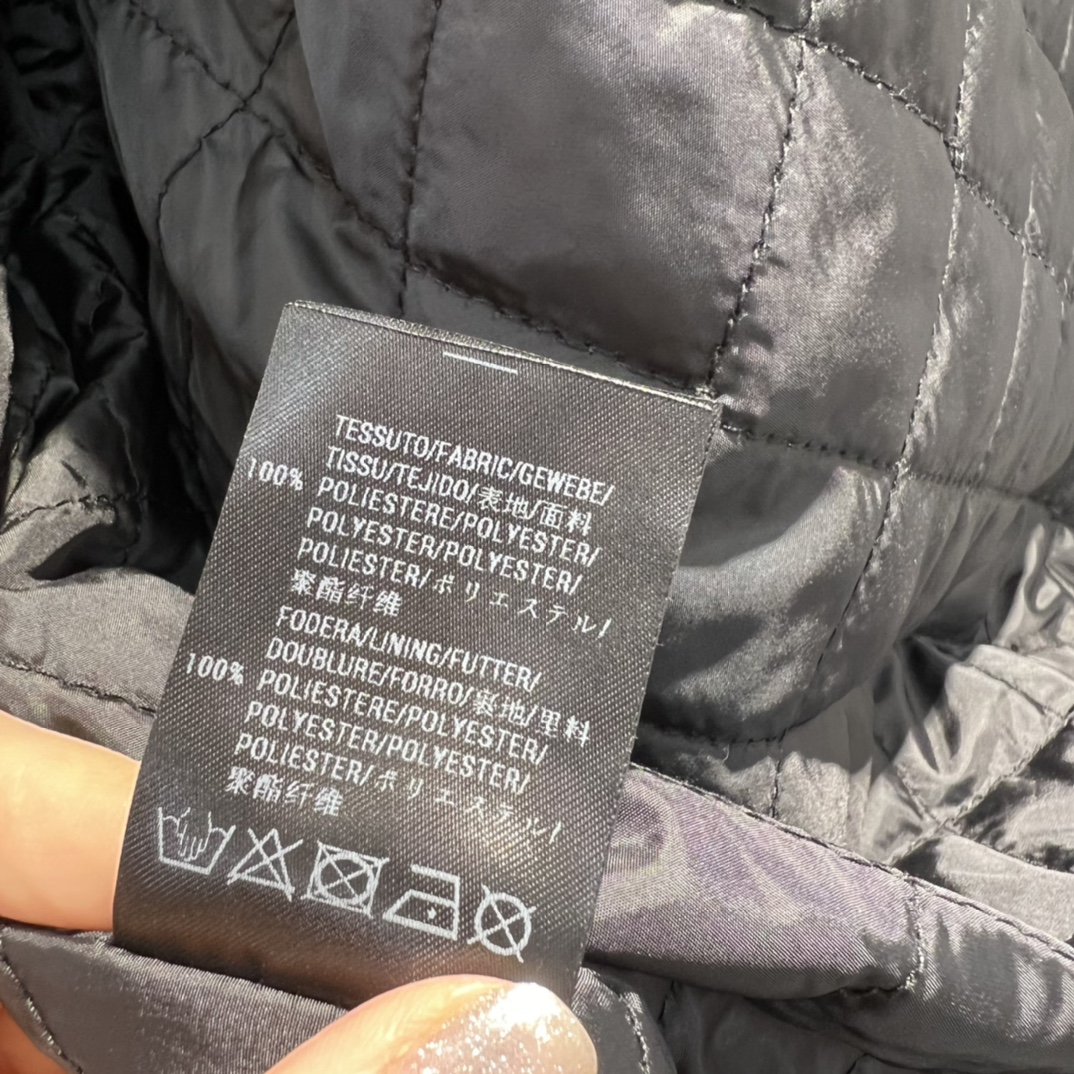 TESSUTO/FABRIC/GEWEBE/
TISSU/TEJIDO/表地/面料
100% POLIESTERE/POLYESTER/
POLYESTER/POLYESTER/
POLIESTER/ポリエステル/
聚酯纤维
FODERA/LINING/FUTTER/
DOUBLURE/FORRO/裏地/里料
100% POLIESTERE/POLYESTER/
POLYESTER/POLYESTER/
POLIESTER/ポリエステル/
聚酯纤维